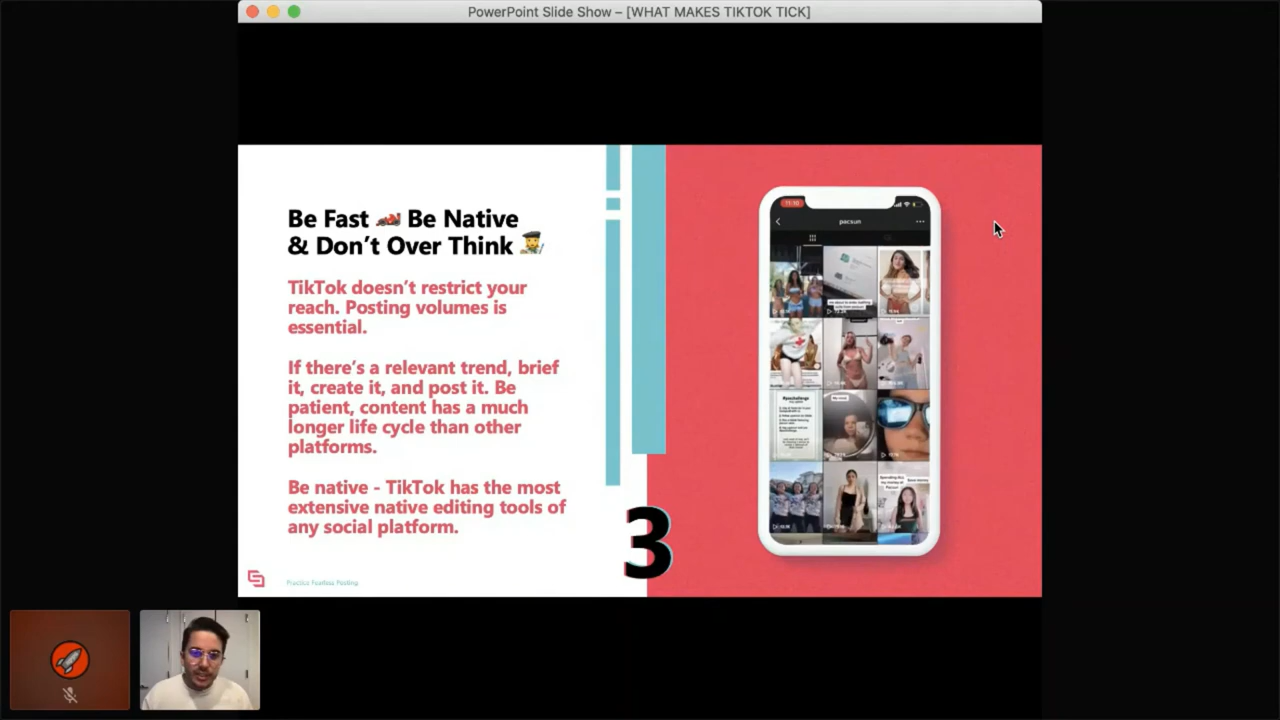 PowerPoint Slide Show – [WHAT MAKES TIKTOK TICK]
Be Fast 🏎️ Be Native
& Don't Over Think 👨‍🎨
TikTok doesn't restrict your
reach. Posting volumes is
essential.
If there's a relevant trend, brief
it, create it, and post it. Be
patient, content has a much
longer life cycle than other
platforms.
Be native - TikTok has the most
extensive native editing tools of
any social platform.
3
Practice Fearless Posting
11:10
pacsun